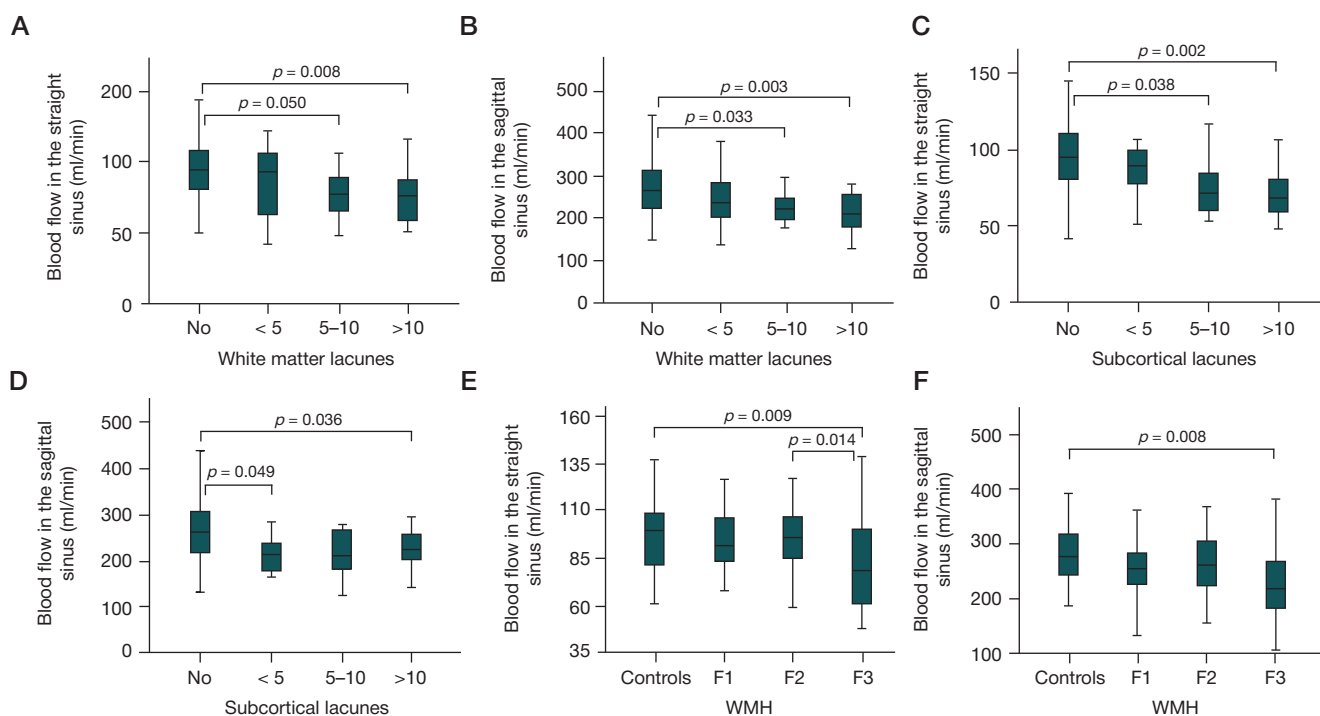 A
Blood flow in the straight
sinus (ml/min)
200
100
50
0
p = 0.008
p = 0.050
No < 5 5–10 >10
White matter lacunes
B
Blood flow in the sagittal
sinus (ml/min)
500
400
300
200
100
0
p = 0.003
p = 0.033
No < 5 5–10 >10
White matter lacunes
C
Blood flow in the straight
sinus (ml/min)
150
100
50
0
p = 0.002
p = 0.038
No < 5 5–10 >10
Subcortical lacunes
D
Blood flow in the sagittal
sinus (ml/min)
500
400
300
200
100
0
p = 0.036
p = 0.049
No < 5 5–10 >10
Subcortical lacunes
E
Blood flow in the straight
sinus (ml/min)
160
135
110
85
60
35
p = 0.009
p = 0.014
Controls F1 F2 F3
WMH
F
Blood flow in the sagittal
sinus (ml/min)
500
400
300
200
100
p = 0.008
Controls F1 F2 F3
WMH